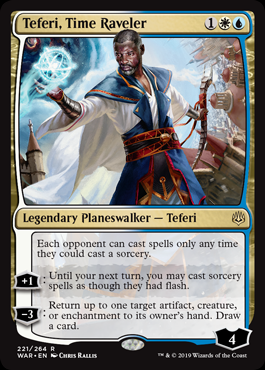 Teferi, Time Raveler 1
Legendary Planeswalker — Teferi
Each opponent can cast spells only any time
they could cast a sorcery.
+1: Until your next turn, you may cast sorcery
spells as though they had flash.
−3: Return up to one target artifact, creature,
or enchantment to its owner's hand. Draw
a card.
4
221/264 R
WAR • EN Chris Rallis ™ & © 2019 Wizards of the Coast